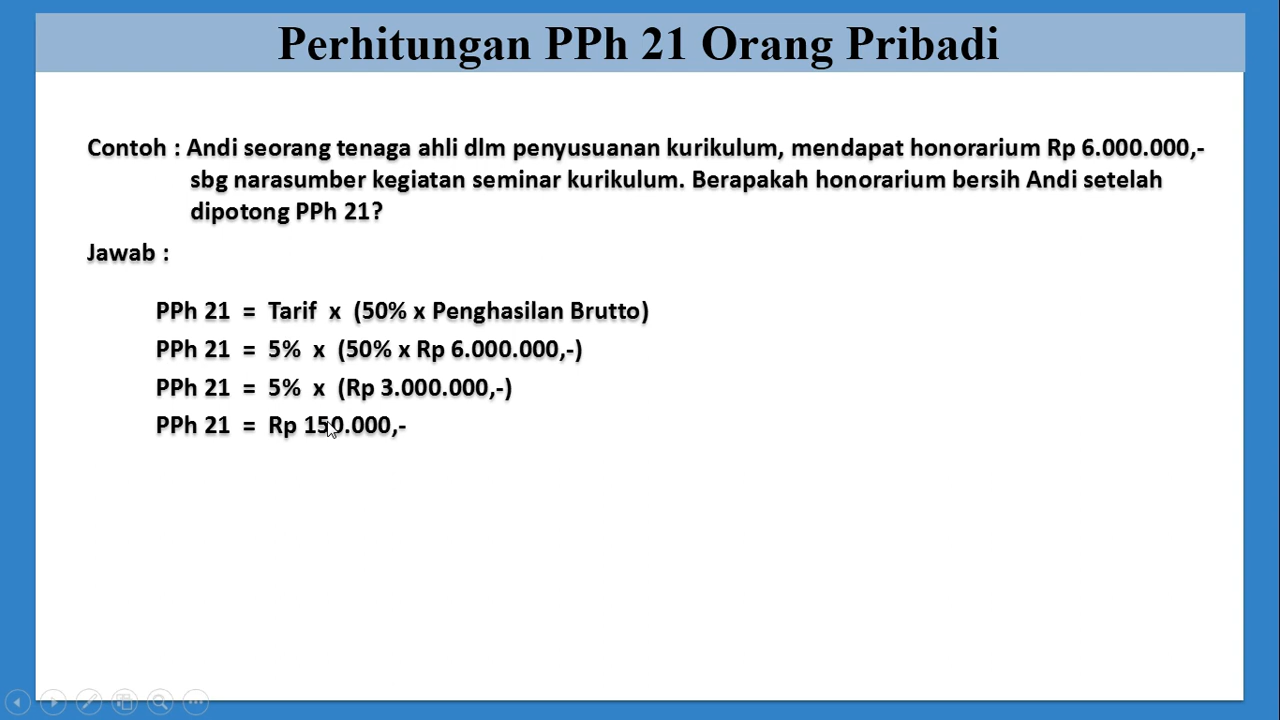 Perhitungan PPh 21 Orang Pribadi
Contoh : Andi seorang tenaga ahli dlm penyusuanan kurikulum, mendapat honorarium Rp 6.000.000,-
sbg narasumber kegiatan seminar kurikulum. Berapakah honorarium bersih Andi setelah
dipotong PPh 21?
Jawab :
PPh 21 = Tarif x (50% x Penghasilan Brutto)
PPh 21 = 5% x (50% x Rp 6.000.000,-)
PPh 21 = 5% x (Rp 3.000.000,-)
PPh 21 = Rp 150.000,-